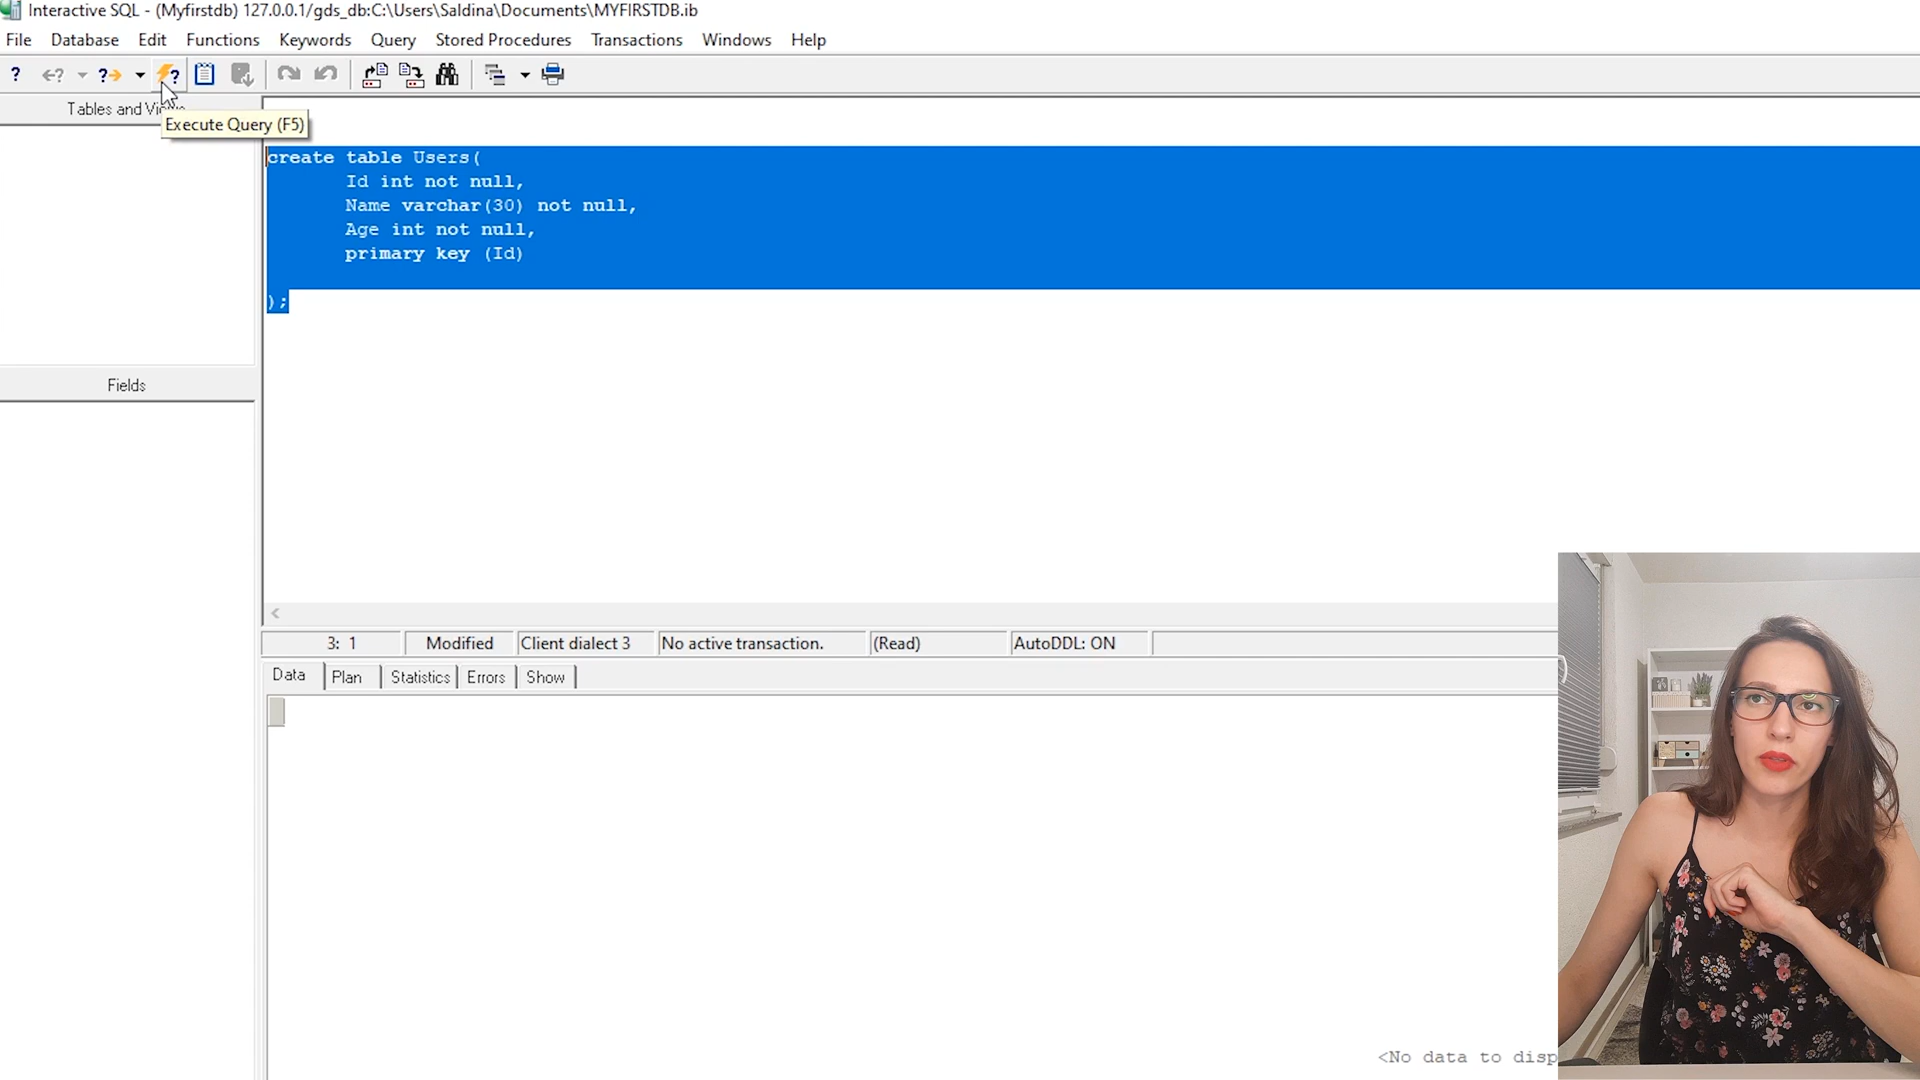 Interactive SQL - (Myfirstdb) 127.0.0.1/gds_db:C:\Users\Saldina\Documents\MYFIRSTDB.ib
File Database Edit Functions Keywords Query Stored Procedures Transactions Windows Help
Tables and
Execute Query (F5)
create table Users(
Id int not null,
Name varchar(30) not null,
Age int not null,
primary key (Id)
);
Fields
3: 1 Modified Client dialect 3 No active transaction. (Read) AutoDDL: ON
Data Plan Statistics Errors Show
<No data to disp